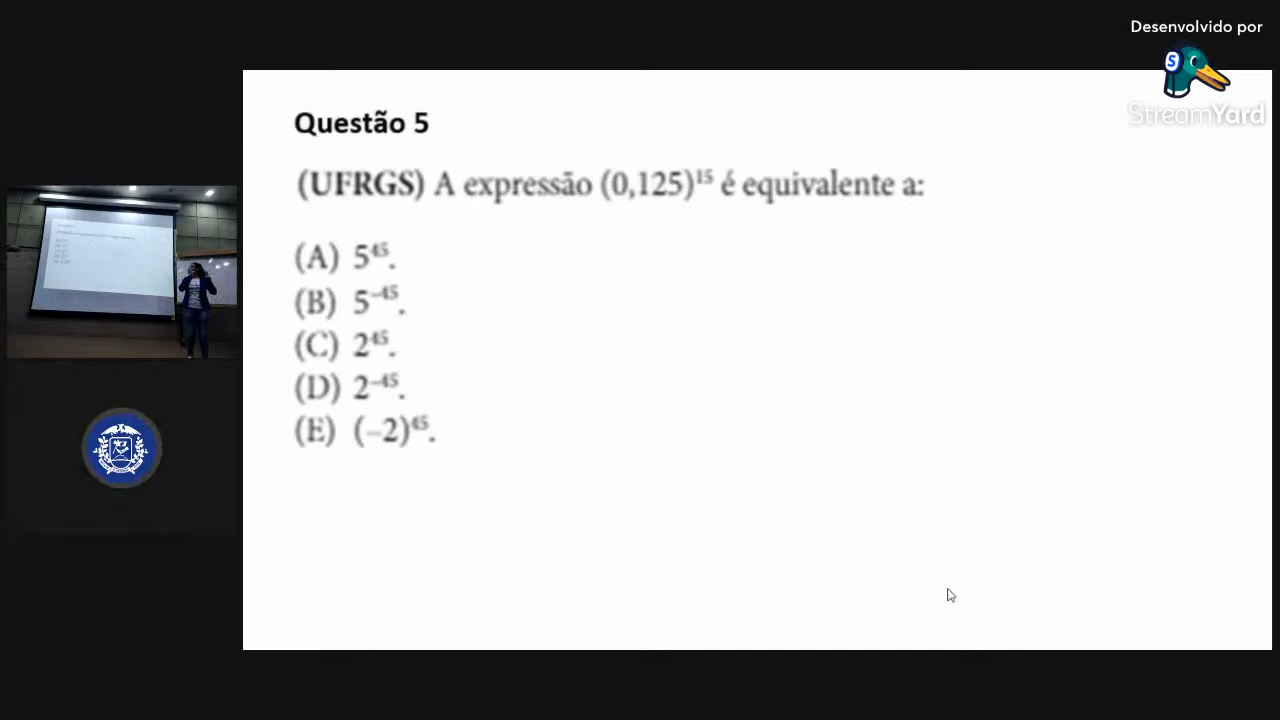 Desenvolvido por
StreamYard
Questão 5
(UFRGS) A expressão (0,125)¹⁵ é equivalente a:
(A) 5⁴⁵.
(B) 5⁻⁴⁵.
(C) 2⁴⁵.
(D) 2⁻⁴⁵.
(E) (–2)⁴⁵.